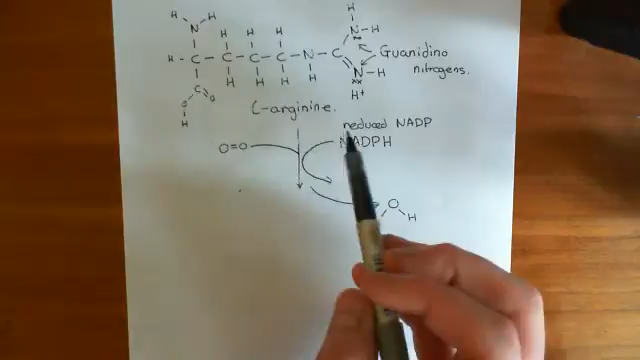 H H
N H
H H H N - H
H - C - C - C - C - N - C Guanidino
H H H H N - H nitrogens.
C O H+
O
H
L-arginine.
reduced NADP
O=O NADPH
O
H